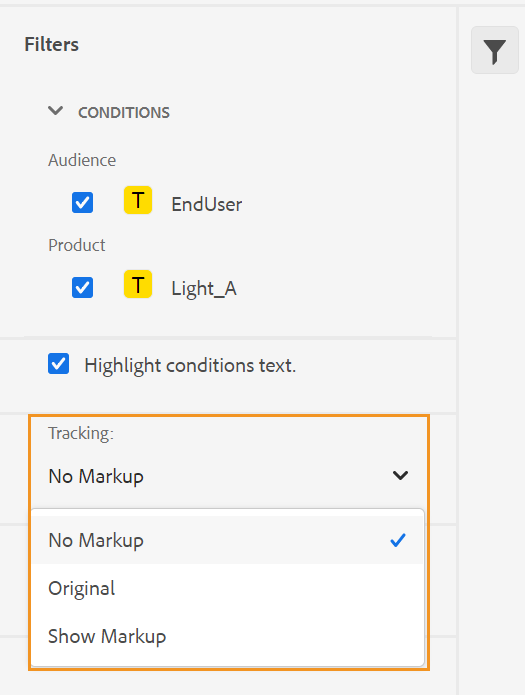 Filters
CONDITIONS
Audience
T EndUser
Product
T Light_A
Highlight conditions text.
Tracking:
No Markup
No Markup
Original
Show Markup